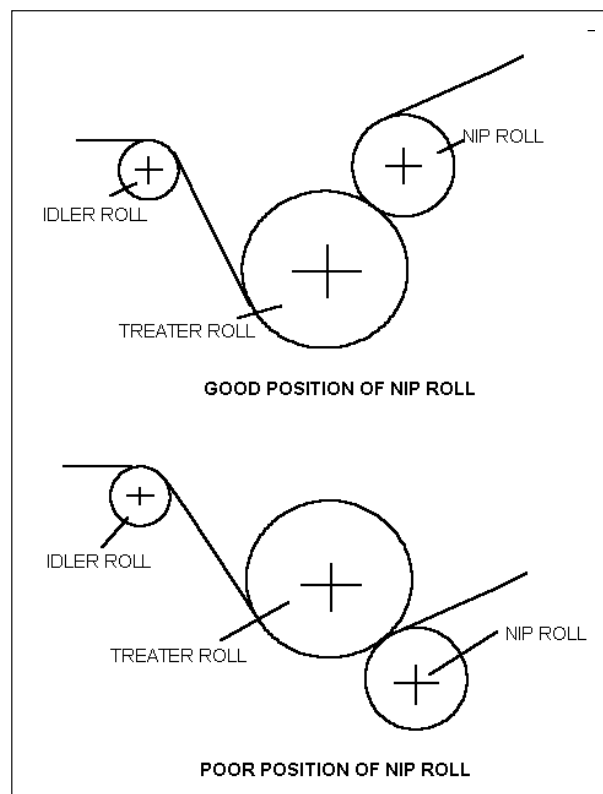 NIP ROLL
IDLER ROLL
TREATER ROLL
GOOD POSITION OF NIP ROLL
IDLER ROLL
NIP ROLL
TREATER ROLL
POOR POSITION OF NIP ROLL